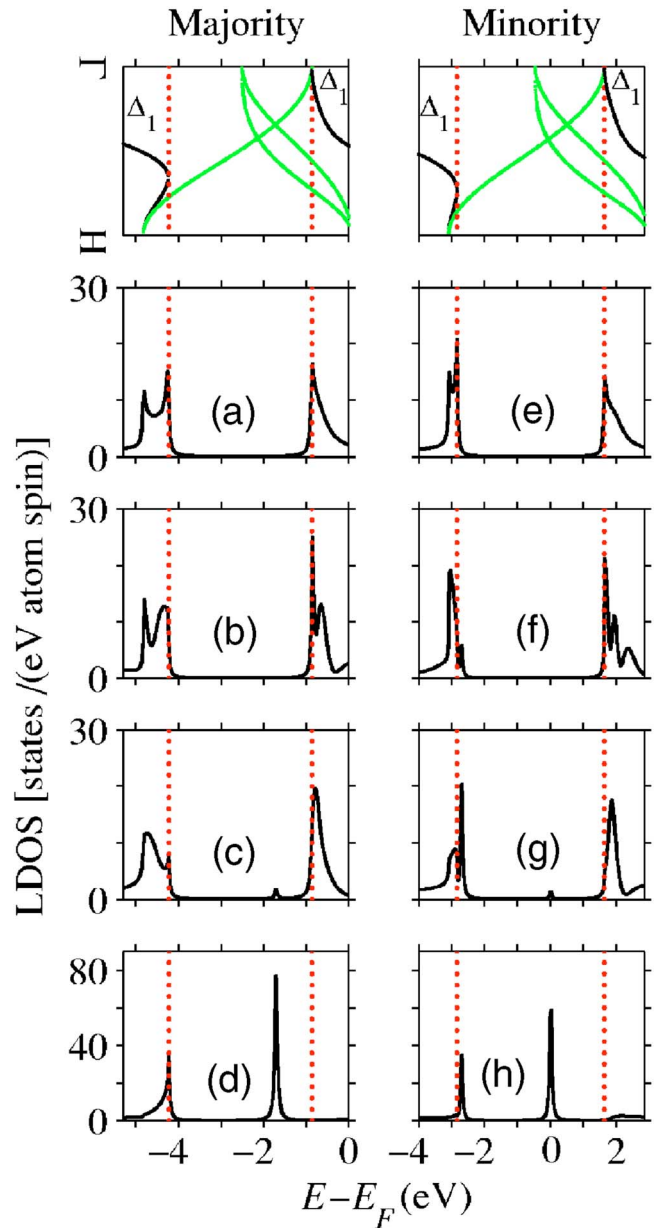 Majority Minority
Γ
Δ₁ Δ₁ Δ₁ Δ₁
H
30
(a) (e)
0
30
(b) (f)
0
30
(c) (g)
0
80
40
(d) (h)
0
−4 −2 0 −4 −2 0 2
E−E_F (eV)
LDOS [states /(eV atom spin)]